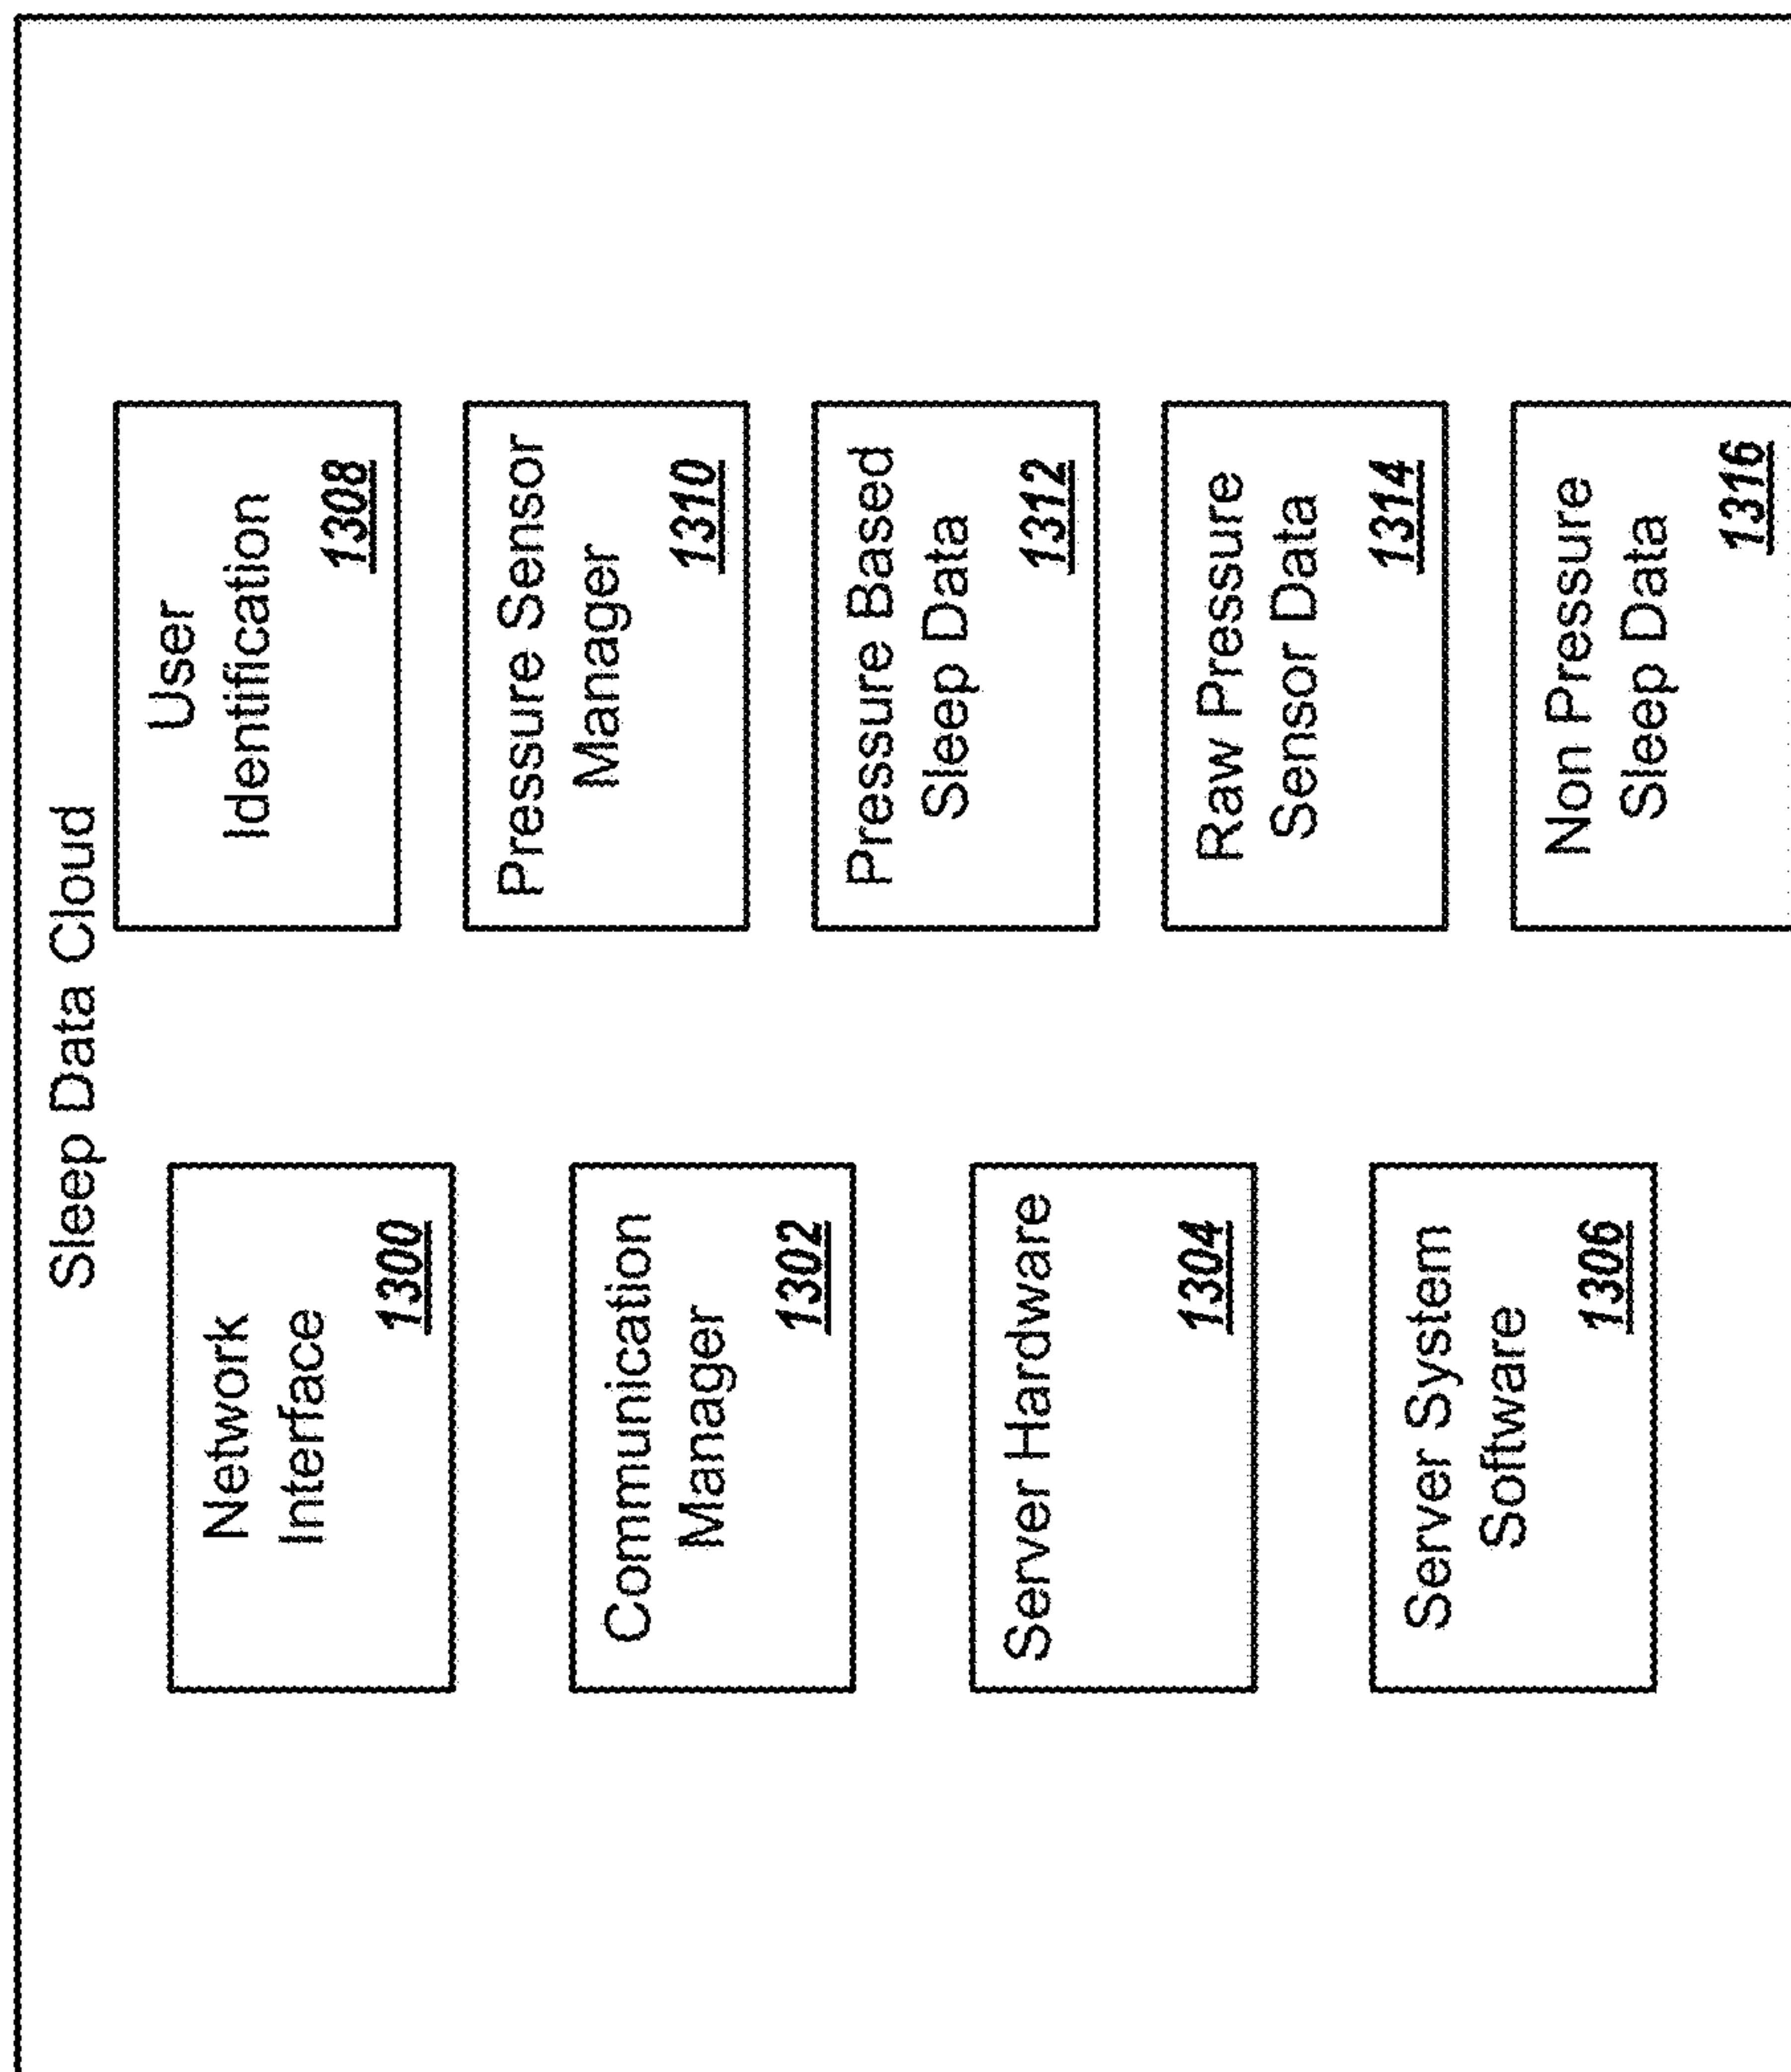 Sleep Data Cloud
Network
Interface
1300
Communication
Manager
1302
Server Hardware
1304
Server System
Software
1306
User
Identification
1308
Pressure Sensor
Manager
1310
Pressure Based
Sleep Data
1312
Raw Pressure
Sensor Data
1314
Non Pressure
Sleep Data
1316